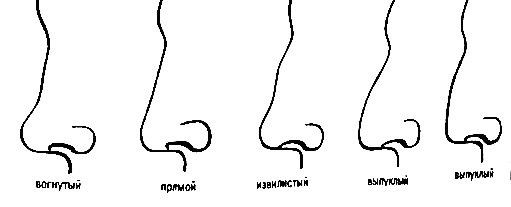 вогнутый
прямой
извилистый
выпуклый
выпуклый